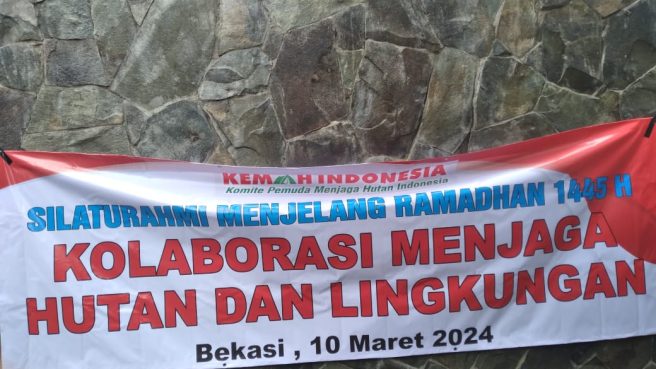 KEMAH INDONESIA
Komite Pemuda Menjaga Hutan Indonesia
SILATURAHMI MENJELANG RAMADHAN 1445 H
KOLABORASI MENJAGA
HUTAN DAN LINGKUNGAN
Bekasi , 10 Maret 2024